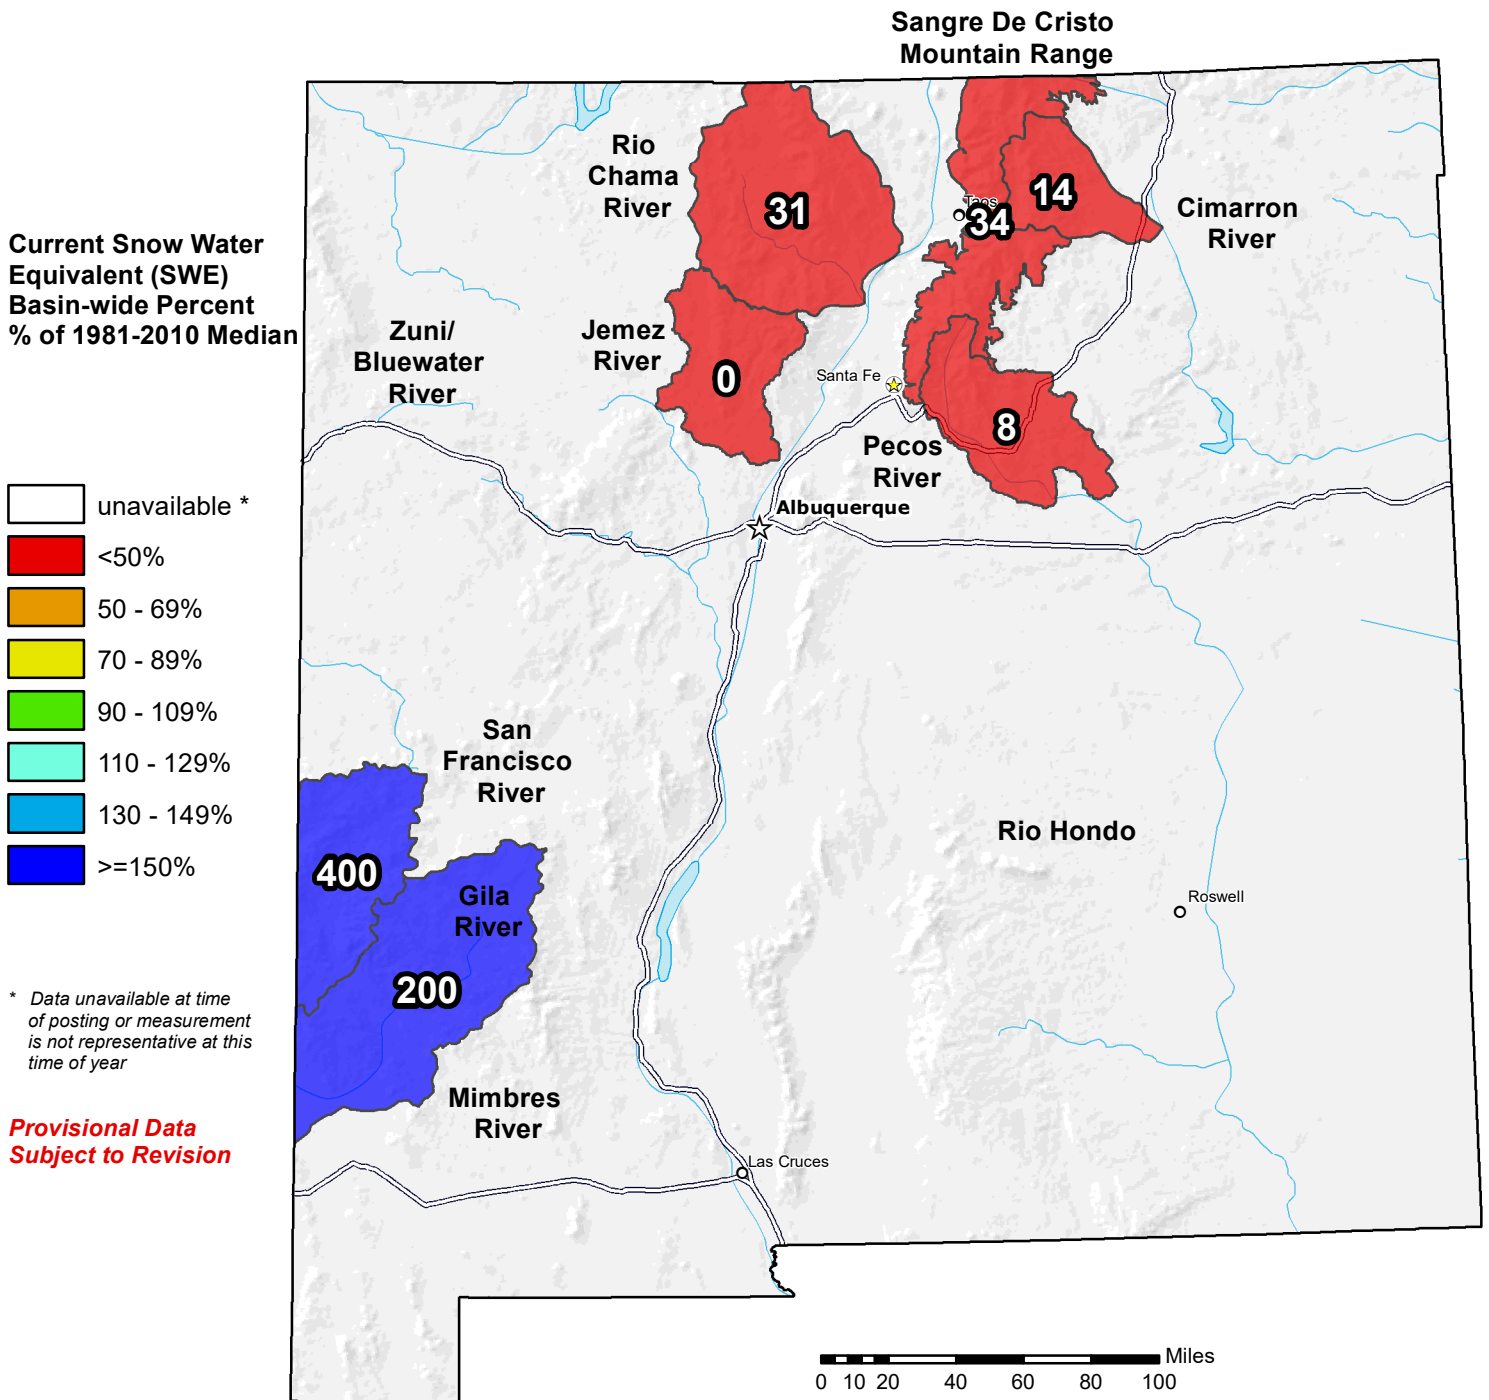 Sangre De Cristo
Mountain Range
Rio
Chama
River
31
Taos
34
14
Cimarron
River
Current Snow Water
Equivalent (SWE)
Basin-wide Percent
% of 1981-2010 Median
Zuni/
Bluewater
River
Jemez
River
0
Santa Fe
8
Pecos
River
Albuquerque
unavailable *
<50%
50 - 69%
70 - 89%
90 - 109%
110 - 129%
130 - 149%
>=150%
San
Francisco
River
Rio Hondo
400
Gila
River
200
Roswell
* Data unavailable at time
of posting or measurement
is not representative at this
time of year
Mimbres
River
Provisional Data
Subject to Revision
Las Cruces
Miles
0 10 20 40 60 80 100